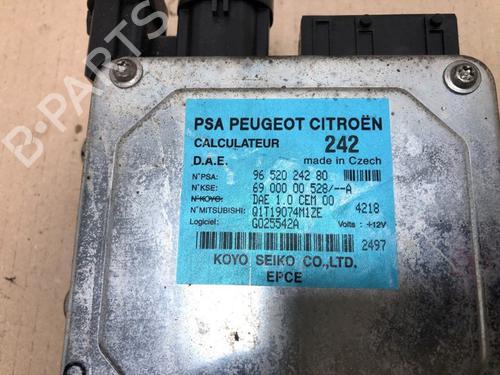 PSA PEUGEOT CITROËN
CALCULATEUR 242
D.A.E. made in Czech
N°PSA: 96 520 242 80
N°KSE: 69 000 00 528/--A
N°KOYO: DAE 1.0 CEM 00
N°MITSUBISHI: Q1T19074M1ZE 4218
Logiciel: G025542A Volts : +12V
2497
KOYO SEIKO CO.,LTD.
EPCE
B-PARTS